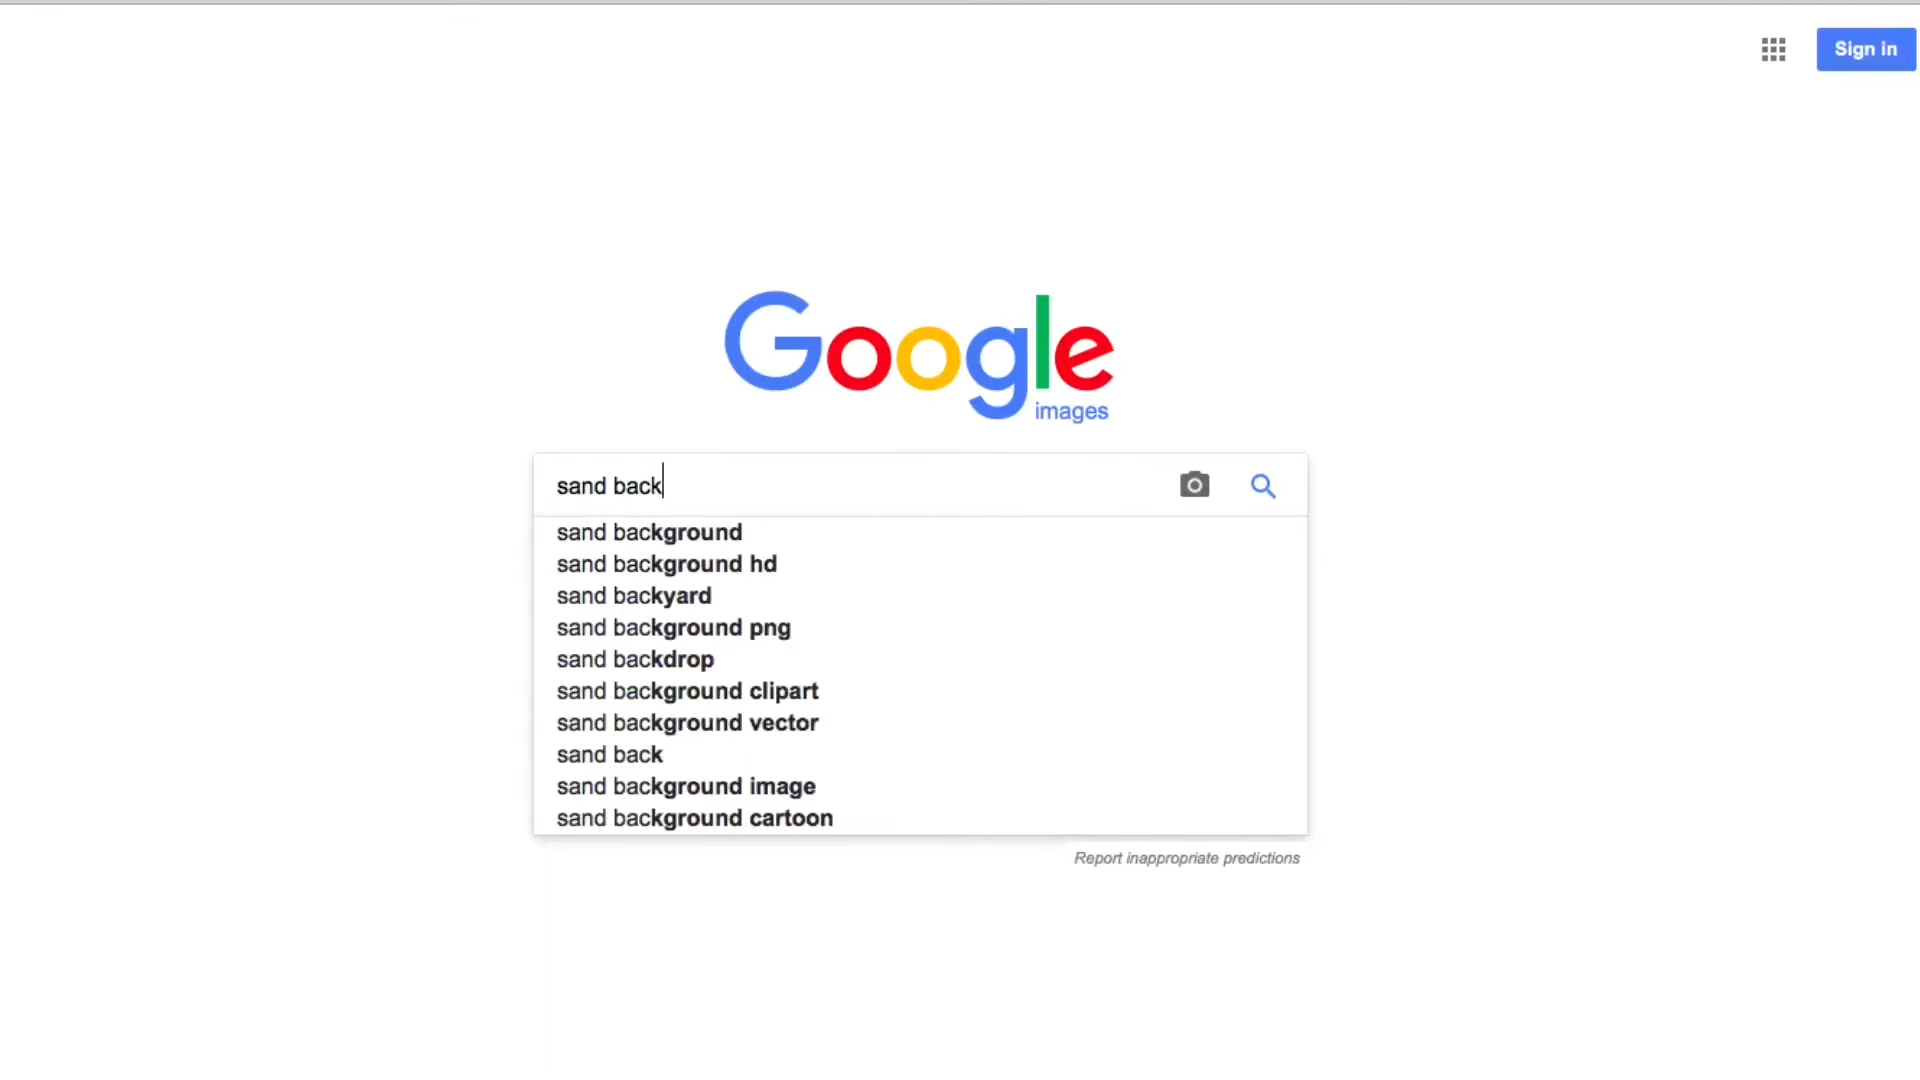 Sign in
Google
images
sand back
sand background
sand background hd
sand backyard
sand background png
sand backdrop
sand background clipart
sand background vector
sand back
sand background image
sand background cartoon
Report inappropriate predictions